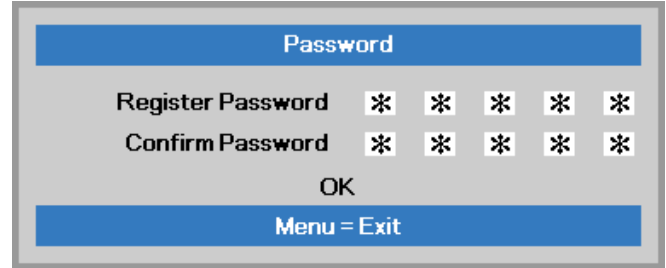 Password
Register Password * * * * *
Confirm Password * * * * *
OK
Menu = Exit